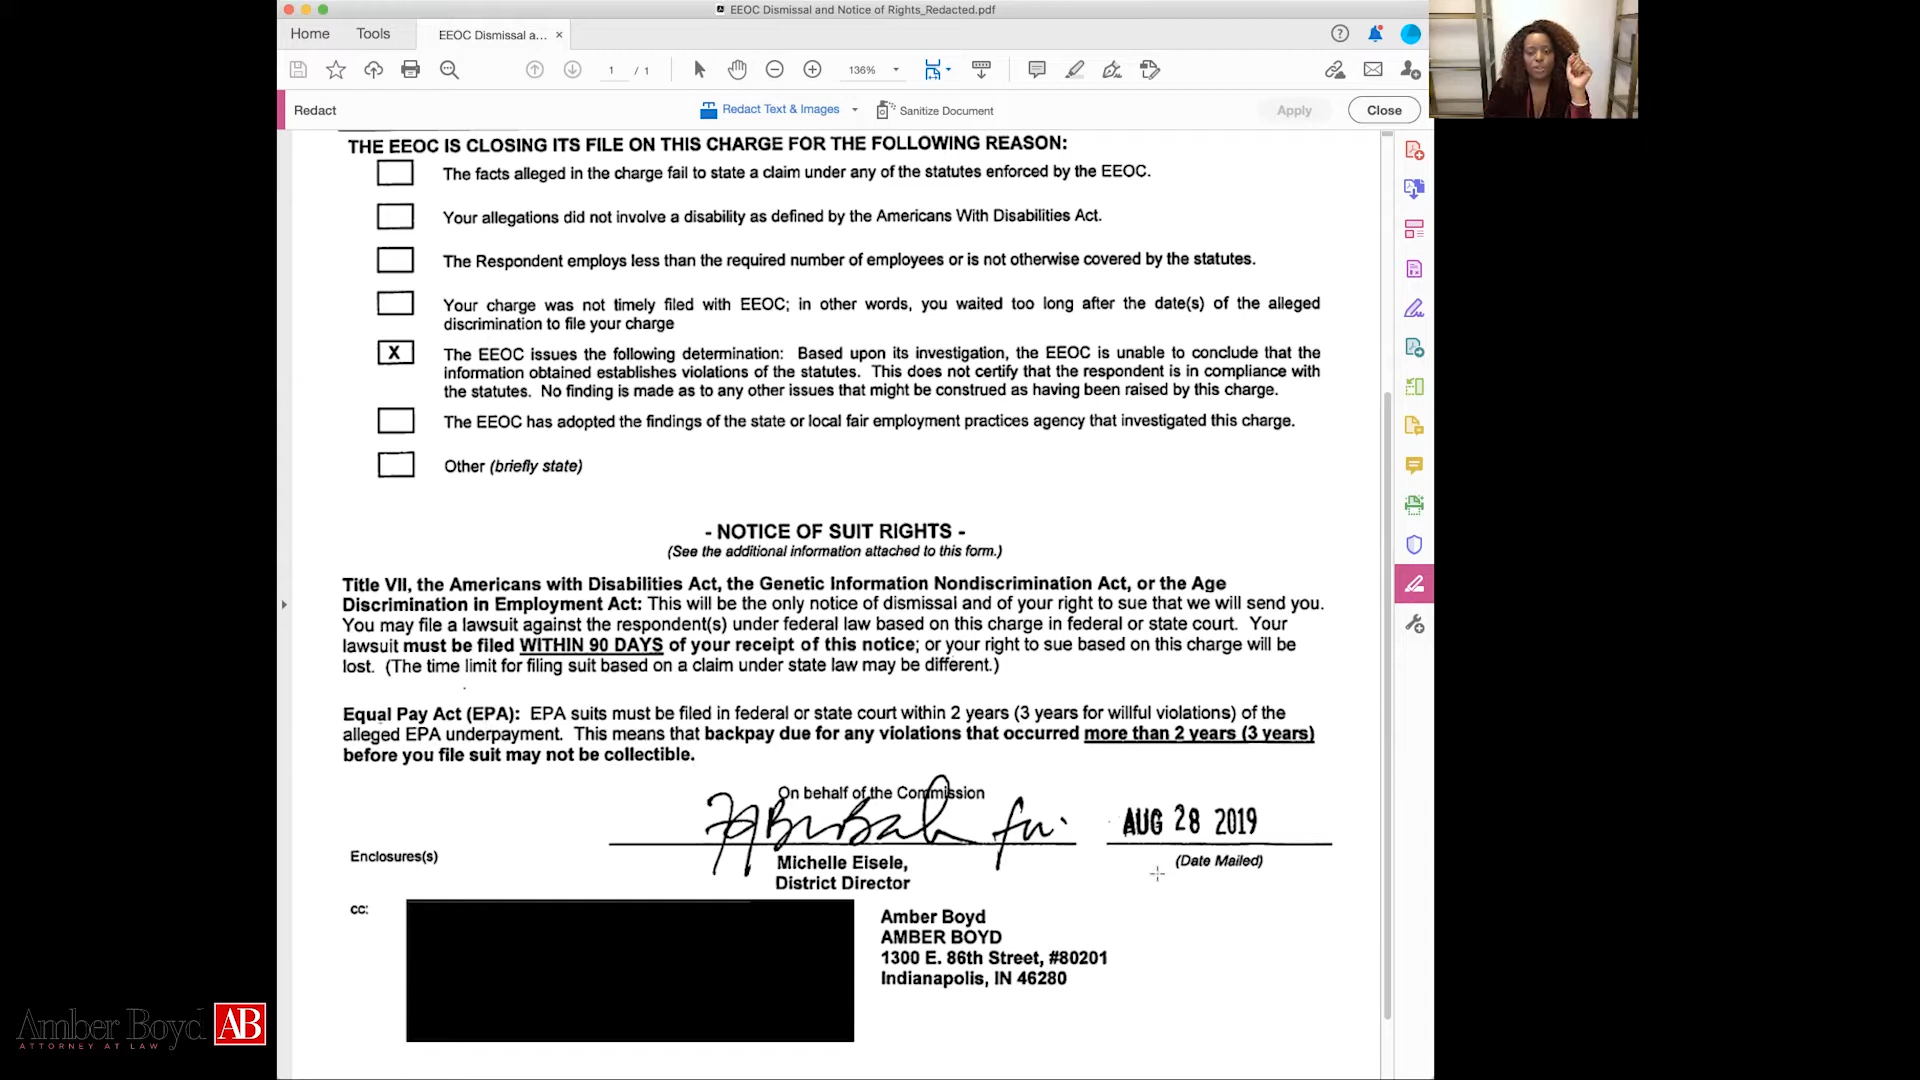 EEOC Dismissal and Notice of Rights_Redacted.pdf
Home
Tools
EEOC Dismissal a...
1 / 1
136%
Redact
Redact Text & Images
Sanitize Document
Apply
Close
THE EEOC IS CLOSING ITS FILE ON THIS CHARGE FOR THE FOLLOWING REASON:
The facts alleged in the charge fail to state a claim under any of the statutes enforced by the EEOC.
Your allegations did not involve a disability as defined by the Americans With Disabilities Act.
The Respondent employs less than the required number of employees or is not otherwise covered by the statutes.
Your charge was not timely filed with EEOC; in other words, you waited too long after the date(s) of the alleged
discrimination to file your charge
X The EEOC issues the following determination: Based upon its investigation, the EEOC is unable to conclude that the
information obtained establishes violations of the statutes. This does not certify that the respondent is in compliance with
the statutes. No finding is made as to any other issues that might be construed as having been raised by this charge.
The EEOC has adopted the findings of the state or local fair employment practices agency that investigated this charge.
Other (briefly state)
- NOTICE OF SUIT RIGHTS -
(See the additional information attached to this form.)
Title VII, the Americans with Disabilities Act, the Genetic Information Nondiscrimination Act, or the Age
Discrimination in Employment Act: This will be the only notice of dismissal and of your right to sue that we will send you.
You may file a lawsuit against the respondent(s) under federal law based on this charge in federal or state court. Your
lawsuit must be filed WITHIN 90 DAYS of your receipt of this notice; or your right to sue based on this charge will be
lost. (The time limit for filing suit based on a claim under state law may be different.)
Equal Pay Act (EPA): EPA suits must be filed in federal or state court within 2 years (3 years for willful violations) of the
alleged EPA underpayment. This means that backpay due for any violations that occurred more than 2 years (3 years)
before you file suit may not be collectible.
On behalf of the Commission
for
AUG 28 2019
Enclosures(s)
Michelle Eisele,
District Director
(Date Mailed)
cc:
Amber Boyd
AMBER BOYD
1300 E. 86th Street, #80201
Indianapolis, IN 46280
Amber Boyd AB
ATTORNEY AT LAW